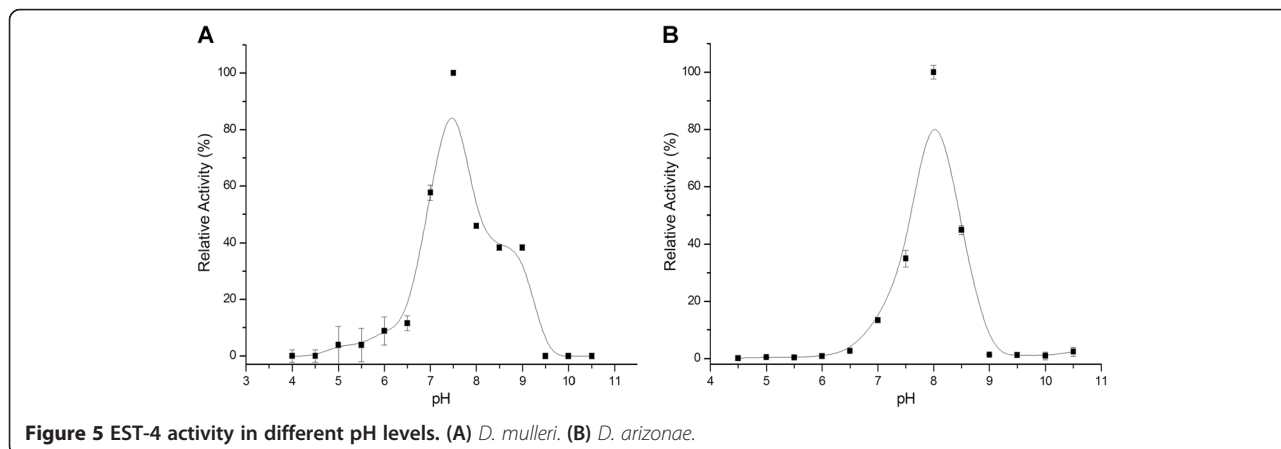 A
B
Relative Activity (%)
100
80
60
40
20
0
3 4 5 6 7 8 9 10 11
pH
Relative Activity (%)
100
80
60
40
20
0
4 5 6 7 8 9 10 11
pH
Figure 5 EST-4 activity in different pH levels. (A) D. mulleri. (B) D. arizonae.